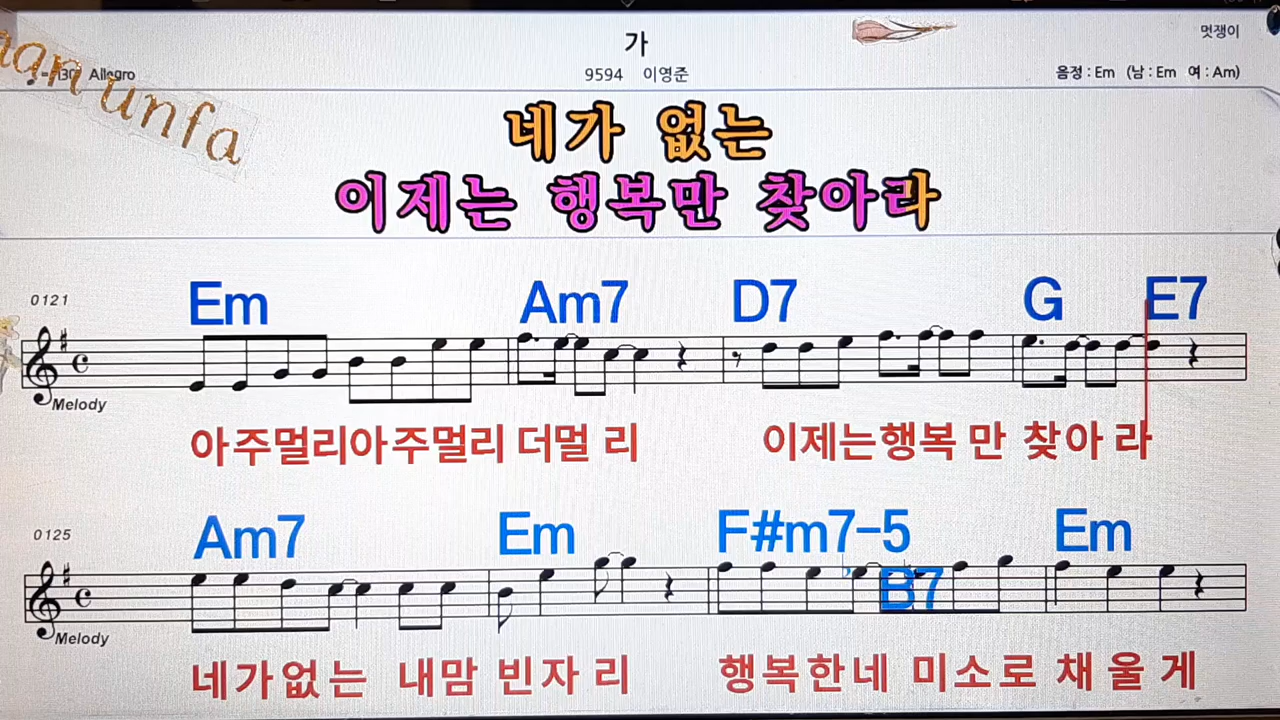 가
멋쟁이
Allegro
9594 이영준
음정 : Em (남 : Em 여 : Am)
unfa
네가 없는
이제는 행복만 찾아라
0121
Em Am7 D7 G E7
Melody
아주멀리아주멀리 더멀 리 이제는행복 만 찾아 라
0125
Am7 Em F#m7-5 Em
B7
Melody
네가없는 내맘 빈자 리 행복한네 미소로 채 울 게